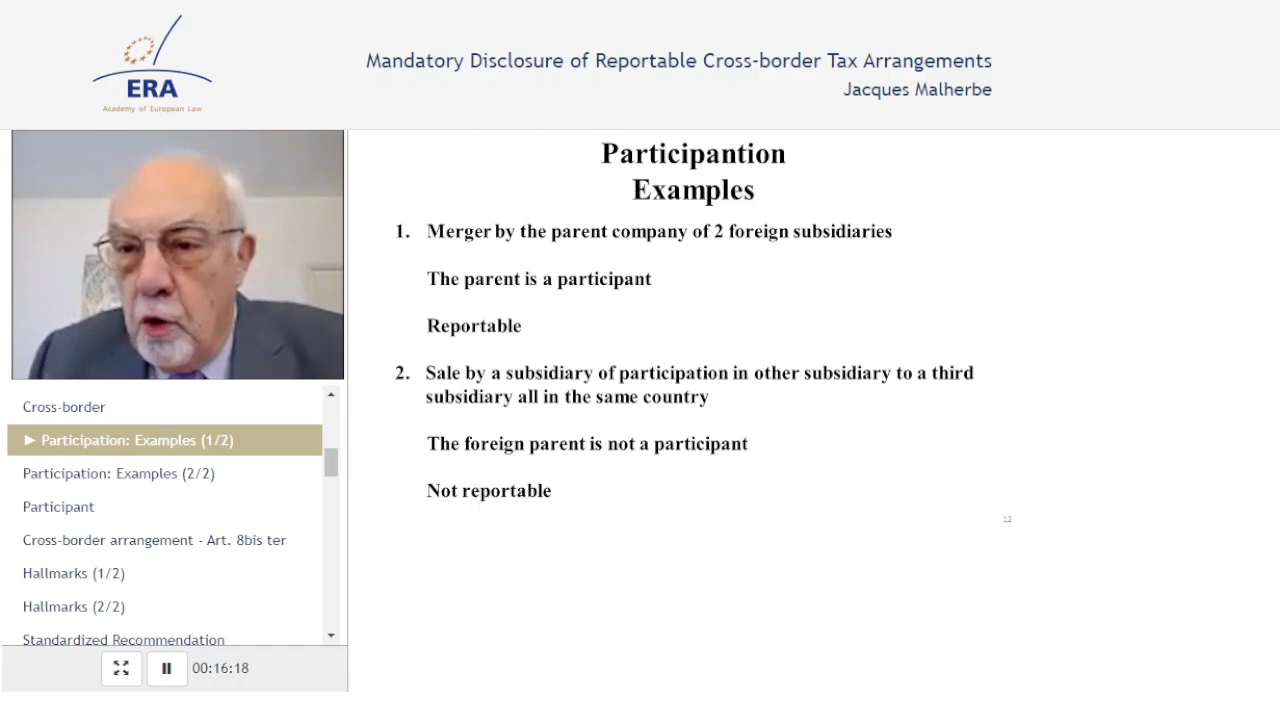 ERA
Academy of European Law
Mandatory Disclosure of Reportable Cross-border Tax Arrangements
Jacques Malherbe
Participantion
Examples
1. Merger by the parent company of 2 foreign subsidiaries
The parent is a participant
Reportable
2. Sale by a subsidiary of participation in other subsidiary to a third
subsidiary all in the same country
The foreign parent is not a participant
Not reportable
12
Cross-border
► Participation: Examples (1/2)
Participation: Examples (2/2)
Participant
Cross-border arrangement - Art. 8bis ter
Hallmarks (1/2)
Hallmarks (2/2)
Standardized Recommendation
00:16:18